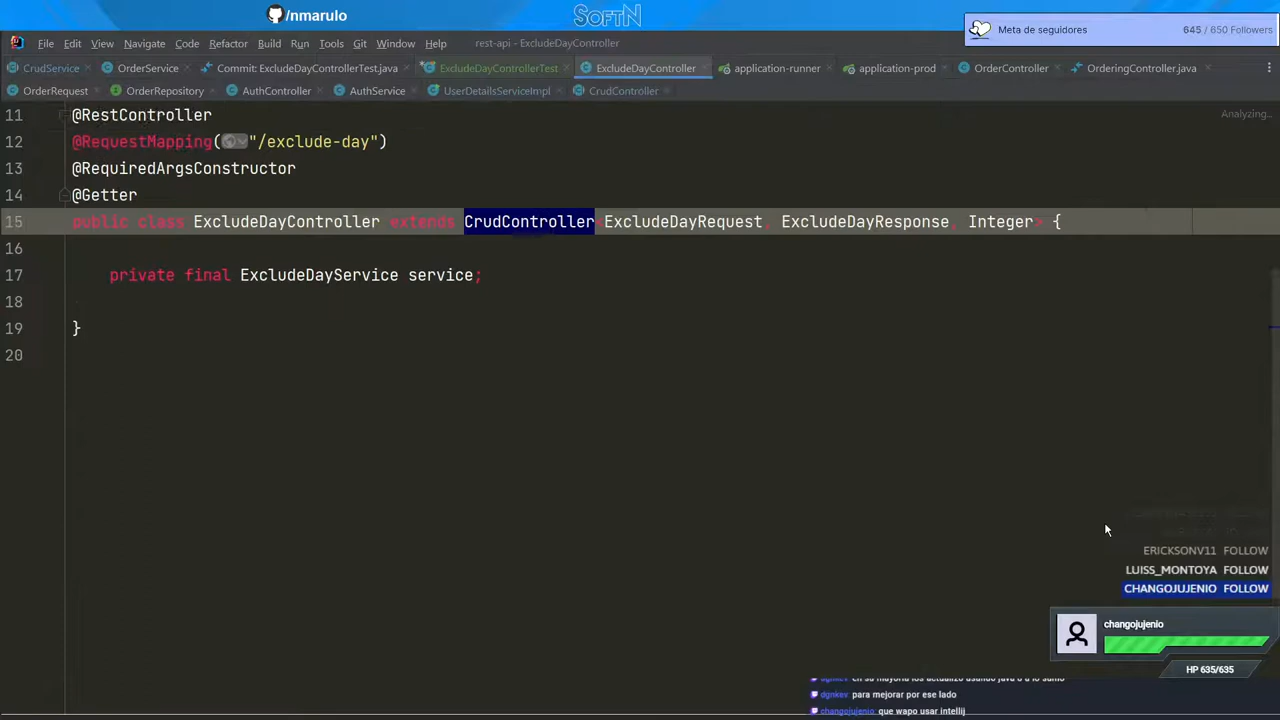 /nmarulo
SoftN
Meta de seguidores
645 / 650 Followers
File Edit View Navigate Code Refactor Build Run Tools Git Window Help rest-api - ExcludeDayController
CrudService OrderService Commit: ExcludeDayControllerTest.java ExcludeDayControllerTest ExcludeDayController application-runner application-prod OrderController OrderingController.java
OrderRequest OrderRepository AuthController AuthService UserDetailsServiceImpl CrudController
Analyzing...
11 @RestController
12 @RequestMapping("/exclude-day")
13 @RequiredArgsConstructor
14 @Getter
15 public class ExcludeDayController extends CrudController<ExcludeDayRequest, ExcludeDayResponse, Integer> {
16
17 private final ExcludeDayService service;
18
19 }
20
ERICKSONV11 FOLLOW
LUISS_MONTOYA FOLLOW
CHANGOJUJENIO FOLLOW
changojujenio
HP 635/635
dgnkev: para mejorar por ese lado
changojujenio: que wapo usar intellij